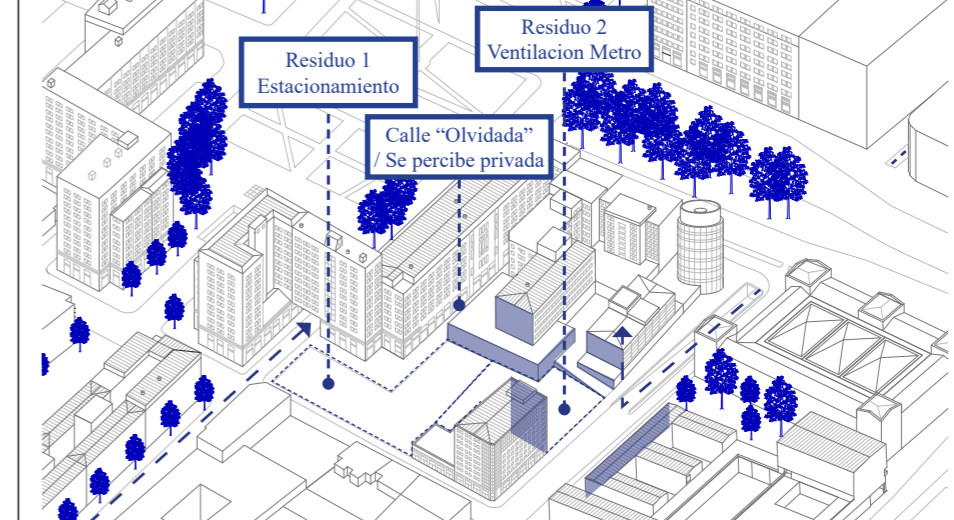 Residuo 1
Estacionamiento
Residuo 2
Ventilacion Metro
Calle “Olvidada”
/ Se percibe privada